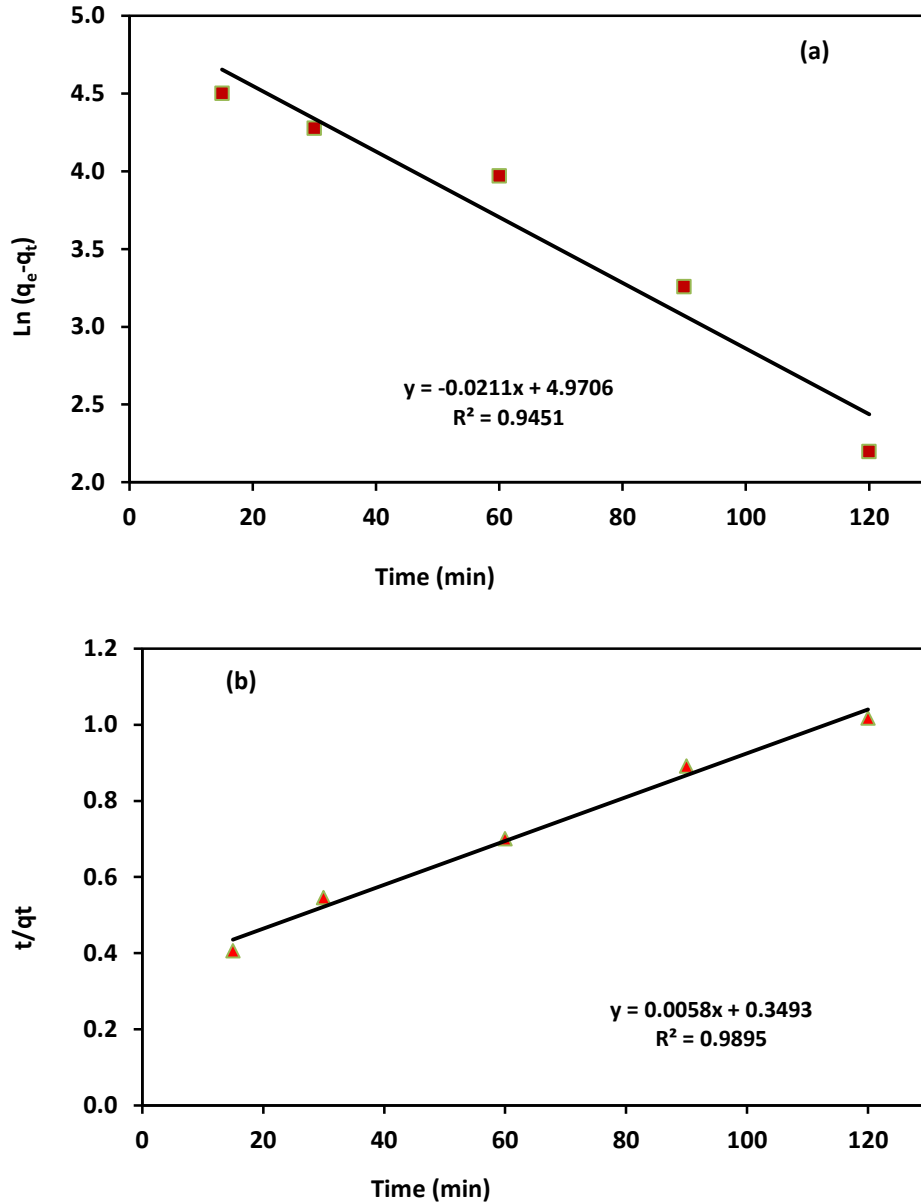 (a)
5.0
4.5
4.0
3.5
3.0
2.5
2.0
Ln (qₑ-qₜ)
y = -0.0211x + 4.9706
R² = 0.9451
0 20 40 60 80 100 120
Time (min)
(b)
1.2
1.0
0.8
0.6
0.4
0.2
0.0
t/qt
y = 0.0058x + 0.3493
R² = 0.9895
0 20 40 60 80 100 120
Time (min)